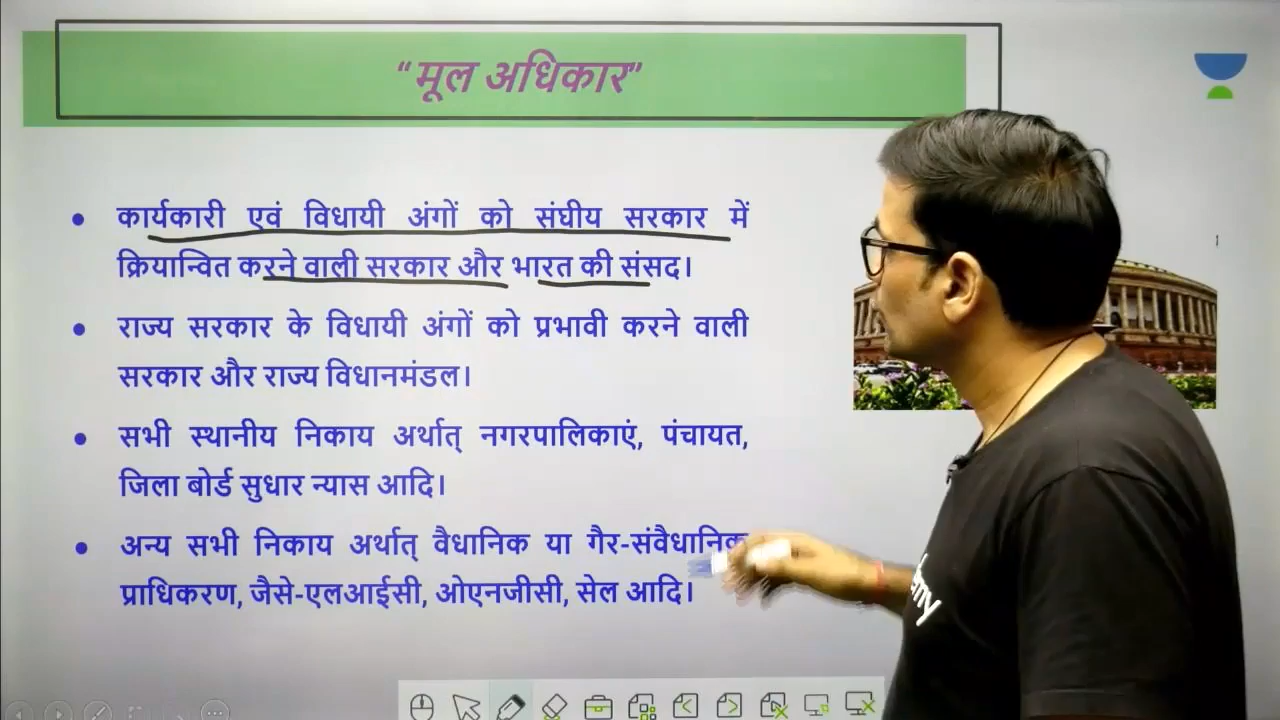 “मूल अधिकार”
• कार्यकारी एवं विधायी अंगों को संघीय सरकार में
क्रियान्वित करने वाली सरकार और भारत की संसद।
• राज्य सरकार के विधायी अंगों को प्रभावी करने वाली
सरकार और राज्य विधानमंडल।
• सभी स्थानीय निकाय अर्थात् नगरपालिकाएं, पंचायत,
जिला बोर्ड सुधार न्यास आदि।
• अन्य सभी निकाय अर्थात् वैधानिक या गैर-संवैधानिक
प्राधिकरण, जैसे-एलआईसी, ओएनजीसी, सेल आदि।